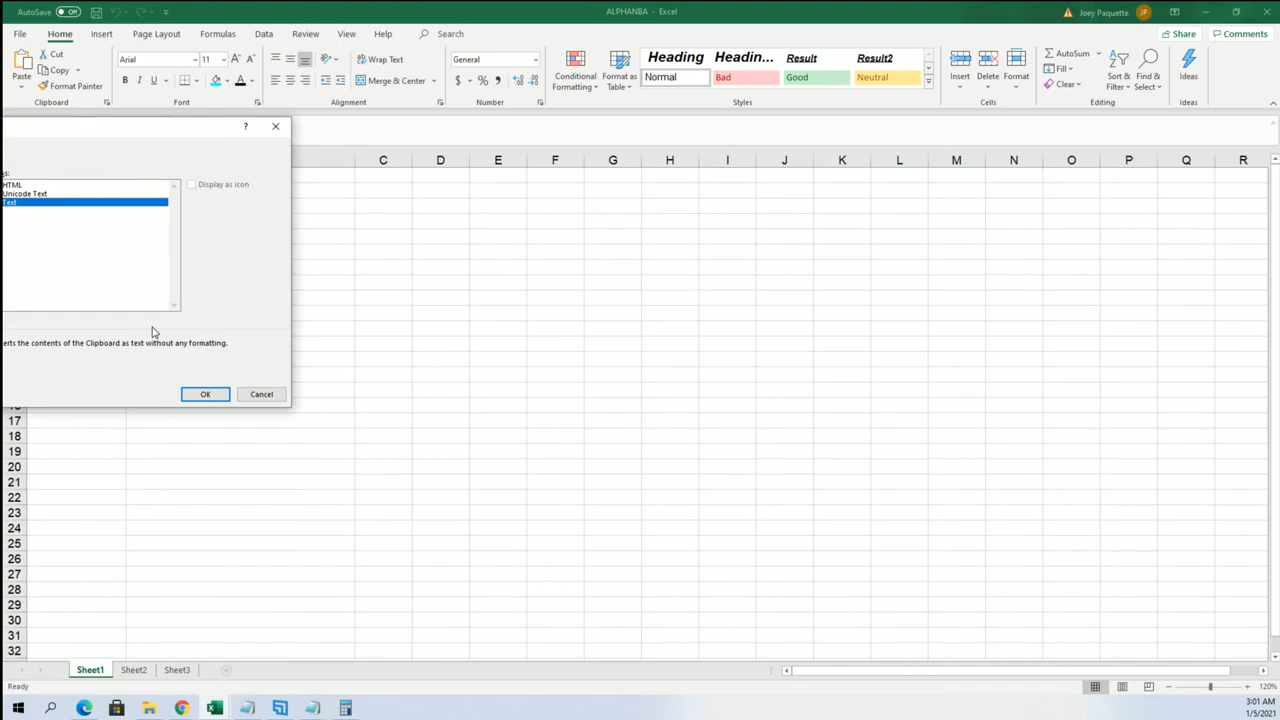 AutoSave Off
ALPHANBA - Excel
Joey Paquette JP
File Home Insert Page Layout Formulas Data Review View Help Search
Share Comments
Paste
Cut
Copy
Format Painter
Clipboard
Arial 11
B I U
Font
Wrap Text
Merge & Center
Alignment
General
$ % ,
Number
Conditional Formatting
Format as Table
Heading Headin... Result Result2
Normal Bad Good Neutral
Styles
Insert Delete Format
Cells
AutoSum
Fill
Clear
Sort & Filter
Find & Select
Editing
Ideas
Ideas
? ×
s:
HTML
Unicode Text
Text
Display as icon
erts the contents of the Clipboard as text without any formatting.
OK Cancel
C D E F G H I J K L M N O P Q R
17
18
19
20
21
22
23
24
25
26
27
28
29
30
31
32
Sheet1 Sheet2 Sheet3
Ready
120%
3:01 AM
1/5/2021